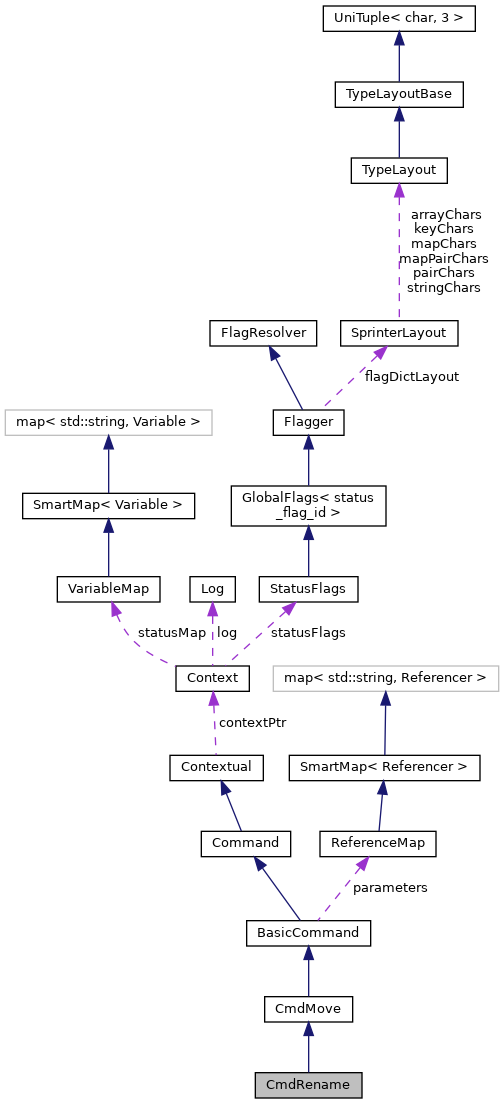 UniTuple< char, 3 >
TypeLayoutBase
TypeLayout
arrayChars
keyChars
mapChars
mapPairChars
pairChars
stringChars
FlagResolver
SprinterLayout
flagDictLayout
map< std::string, Variable >
Flagger
SmartMap< Variable >
GlobalFlags< status
_flag_id >
VariableMap
Log
StatusFlags
statusMap
log
statusFlags
Context
map< std::string, Referencer >
contextPtr
Contextual
SmartMap< Referencer >
Command
ReferenceMap
parameters
BasicCommand
CmdMove
CmdRename